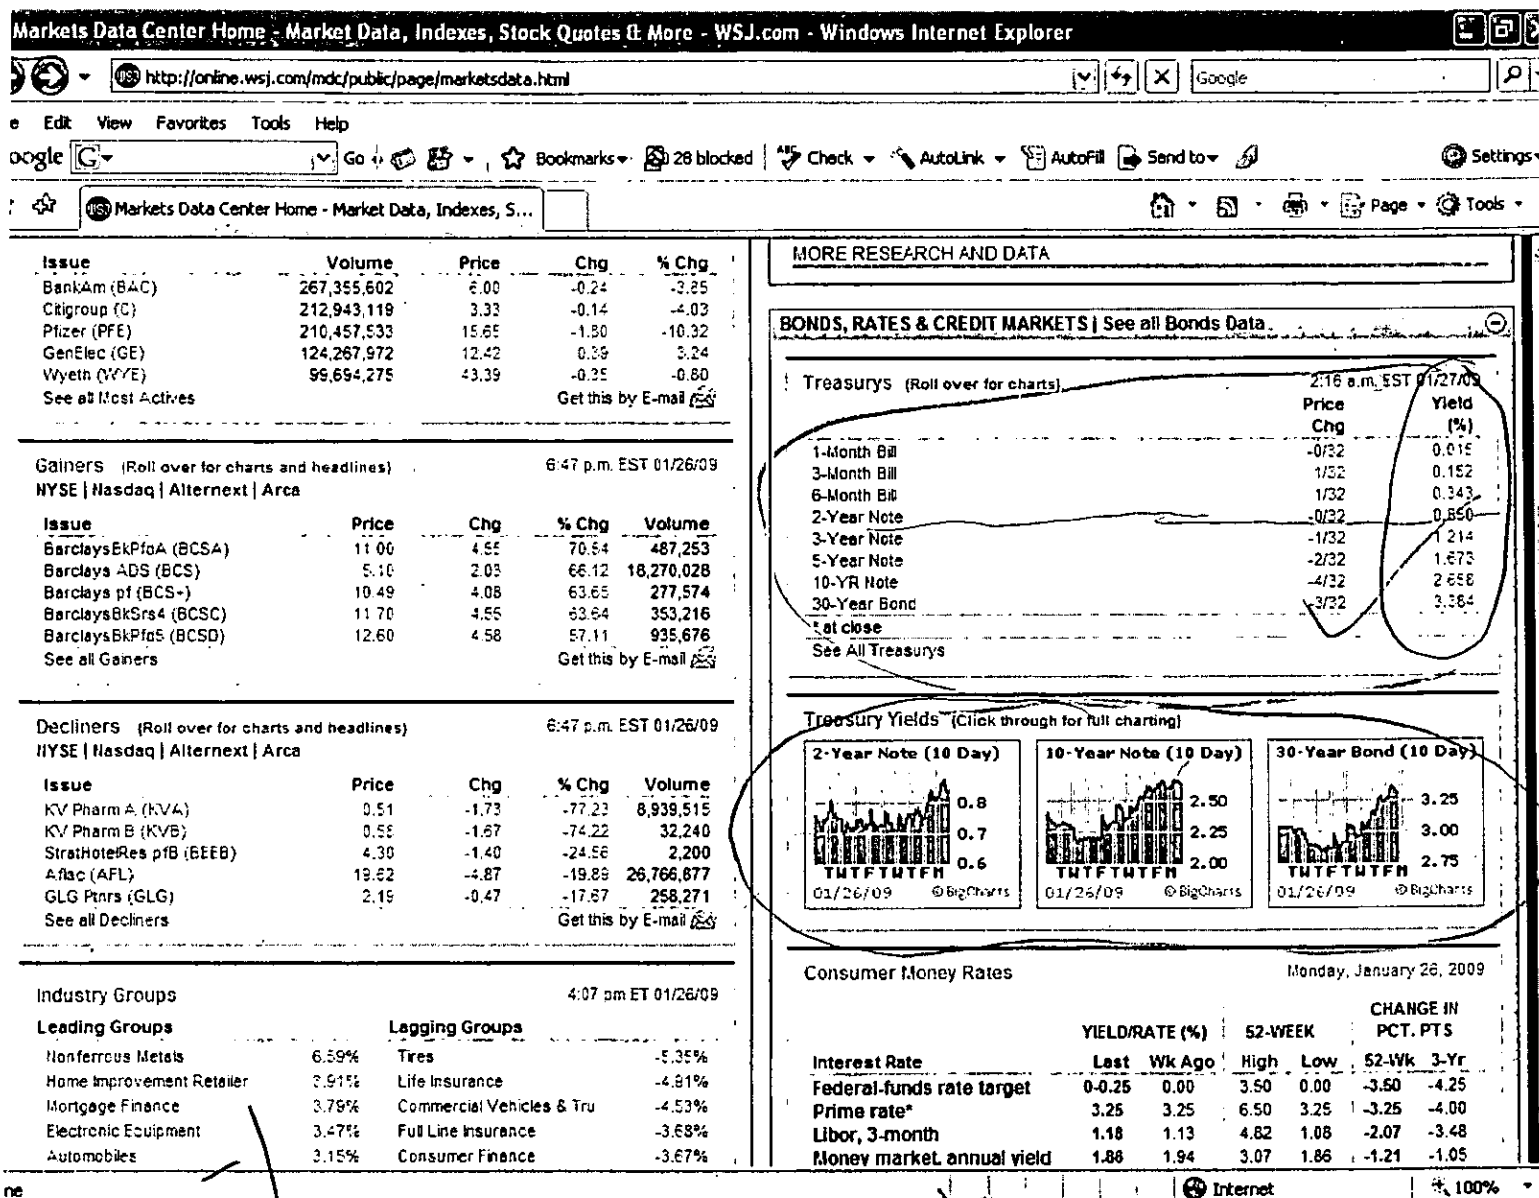 Markets Data Center Home - Market Data, Indexes, Stock Quotes & More - WSJ.com - Windows Internet Explorer
http://online.wsj.com/mdc/public/page/marketsdata.html Google
Edit View Favorites Tools Help
oogle G Go Bookmarks 28 blocked Check AutoLink AutoFill Send to Settings
Markets Data Center Home - Market Data, Indexes, S... Page Tools
Issue Volume Price Chg % Chg
BankAm (BAC) 267,355,602 6.00 -0.24 -3.85
Citigroup (C) 212,943,119 3.33 -0.14 -4.03
Pfizer (PFE) 210,457,533 15.65 -1.80 -10.32
GenElec (GE) 124,267,972 12.42 0.39 3.24
Wyeth (WYE) 99,694,275 43.39 -0.35 -0.80
See all Most Actives Get this by E-mail
Gainers (Roll over for charts and headlines) 6:47 p.m. EST 01/26/09
NYSE | Nasdaq | Alternext | Arca
Issue Price Chg % Chg Volume
BarclaysBkPfdA (BCSA) 11.00 4.55 70.54 487,253
Barclays ADS (BCS) 5.10 2.03 66.12 18,270,028
Barclays pf (BCS-) 10.49 4.08 63.65 277,574
BarclaysBkSrs4 (BCSC) 11.70 4.55 63.64 353,216
BarclaysBkPfd5 (BCSD) 12.60 4.58 57.11 935,676
See all Gainers Get this by E-mail
Decliners (Roll over for charts and headlines) 6:47 p.m. EST 01/26/09
NYSE | Nasdaq | Alternext | Arca
Issue Price Chg % Chg Volume
KV Pharm A (KVA) 0.51 -1.73 -77.23 8,939,515
KV Pharm B (KVB) 0.58 -1.67 -74.22 32,240
StratHotelRes pfB (BEEB) 4.30 -1.40 -24.56 2,200
Aflac (AFL) 19.62 -4.87 -19.89 26,766,877
GLG Ptnrs (GLG) 2.19 -0.47 -17.67 258,271
See all Decliners Get this by E-mail
Industry Groups 4:07 pm ET 01/26/09
Leading Groups Lagging Groups
Nonferrous Metals 6.59% Tires -5.35%
Home Improvement Retailer 3.91% Life Insurance -4.81%
Mortgage Finance 3.79% Commercial Vehicles & Tru -4.53%
Electronic Equipment 3.47% Full Line Insurance -3.68%
Automobiles 3.15% Consumer Finance -3.67%
MORE RESEARCH AND DATA
BONDS, RATES & CREDIT MARKETS | See all Bonds Data
Treasurys (Roll over for charts) 2:16 a.m. EST 01/27/09
Price Yield
Chg (%)
1-Month Bill -0/32 0.015
3-Month Bill 1/32 0.152
6-Month Bill 1/32 0.343
2-Year Note -0/32 0.850
3-Year Note -1/32 1.214
5-Year Note -2/32 1.673
10-YR Note -4/32 2.658
30-Year Bond -3/32 3.384
* at close
See All Treasurys
Treasury Yields (Click through for full charting)
2-Year Note (10 Day) 10-Year Note (10 Day) 30-Year Bond (10 Day)
0.8 2.50 3.25
0.7 2.25 3.00
0.6 2.00 2.75
TWTFTWTFM TWTFTWTFM TWTFTWTFM
01/26/09 ©BigCharts 01/26/09 ©BigCharts 01/26/09 ©BigCharts
Consumer Money Rates Monday, January 26, 2009
CHANGE IN
YIELD/RATE (%) 52-WEEK PCT. PTS
Interest Rate Last Wk Ago High Low 52-Wk 3-Yr
Federal-funds rate target 0-0.25 0.00 3.50 0.00 -3.50 -4.25
Prime rate* 3.25 3.25 6.50 3.25 -3.25 -4.00
Libor, 3-month 1.18 1.13 4.82 1.08 -2.07 -3.48
Money market, annual yield 1.86 1.94 3.07 1.86 -1.21 -1.05
ne Internet 100%